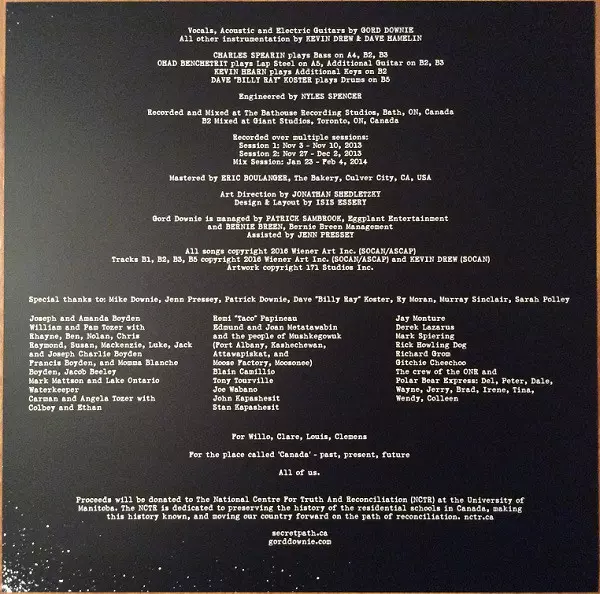 Vocals, Acoustic and Electric Guitars by GORD DOWNIE
All other instrumentation by KEVIN DREW & DAVE HAMELIN
CHARLES SPEARIN plays Bass on A4, B2, B3
OHAD BENCHETRIT plays Lap Steel on A5, Additional Guitar on B2, B3
KEVIN HEARN plays Additional Keys on B2
DAVE "BILLY RAY" KOSTER plays Drums on B5
Engineered by NYLES SPENCER
Recorded and Mixed at The Bathouse Recording Studios, Bath, ON, Canada
B2 Mixed at Giant Studios, Toronto, ON, Canada
Recorded over multiple sessions:
Session 1: Nov 3 - Nov 10, 2013
Session 2: Nov 27 - Dec 2, 2013
Mix Session: Jan 23 - Feb 4, 2014
Mastered by ERIC BOULANGER, The Bakery, Culver City, CA, USA
Art Direction by JONATHAN SHEDLETZKY
Design & Layout by ISIS ESSERY
Gord Downie is managed by PATRICK SAMBROOK, Eggplant Entertainment
and BERNIE BREEN, Bernie Breen Management
Assisted by JENN PRESSEY
All songs copyright 2016 Wiener Art Inc. (SOCAN/ASCAP)
Tracks B1, B2, B3, B5 copyright 2016 Wiener Art Inc. (SOCAN/ASCAP) and KEVIN DREW (SOCAN)
Artwork copyright 171 Studios Inc.
Special thanks to: Mike Downie, Jenn Pressey, Patrick Downie, Dave "Billy Ray" Koster, Ry Moran, Murray Sinclair, Sarah Polley
Joseph and Amanda Boyden
William and Pam Tozer with
Khayne, Ben, Nolan, Chris
Raymond, Susan, Mackenzie, Luke, Jack
and Joseph Charlie Boyden
Francis Boyden, and Momma Blanche
Boyden, Jacob Beeley
Mark Mattson and Lake Ontario
Waterkeeper
Carman and Angela Tozer with
Colbey and Ethan
Remi "Taco" Papineau
Edmund and Joan Metatawabin
and the people of Mushkegowuk
(Fort Albany, Kashechewan,
Attawapiskat, and
Moose Factory, Moosonee)
Blain Camillio
Tony Tourville
Joe Wabano
John Kapashesit
Stan Kapashesit
Jay Monture
Derek Lazarus
Mark Spiering
Rick Howling Dog
Richard Grom
Gitchie Cheechoo
The crew of the ONR and
Polar Bear Express: Del, Peter, Dale,
Wayne, Jerry, Brad, Irene, Tina,
Wendy, Colleen
For Willo, Clare, Louis, Clemens
For the place called 'Canada' - past, present, future
All of us.
Proceeds will be donated to The National Centre For Truth And Reconciliation (NCTR) at the University of
Manitoba. The NCTR is dedicated to preserving the history of the residential schools in Canada, making
this history known, and moving our country forward on the path of reconciliation. nctr.ca
secretpath.ca
gorddownie.com